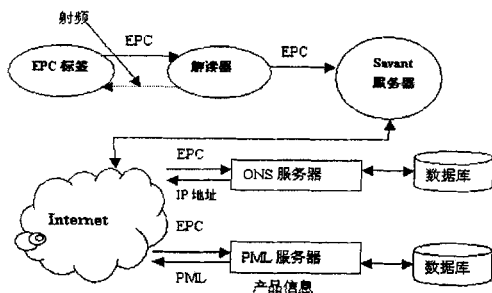 射频
EPC
EPC
EPC 标签
解读器
Savant
服务器
EPC
ONS 服务器
数据库
IP 地址
Internet
EPC
PML 服务器
数据库
PML
产品信息